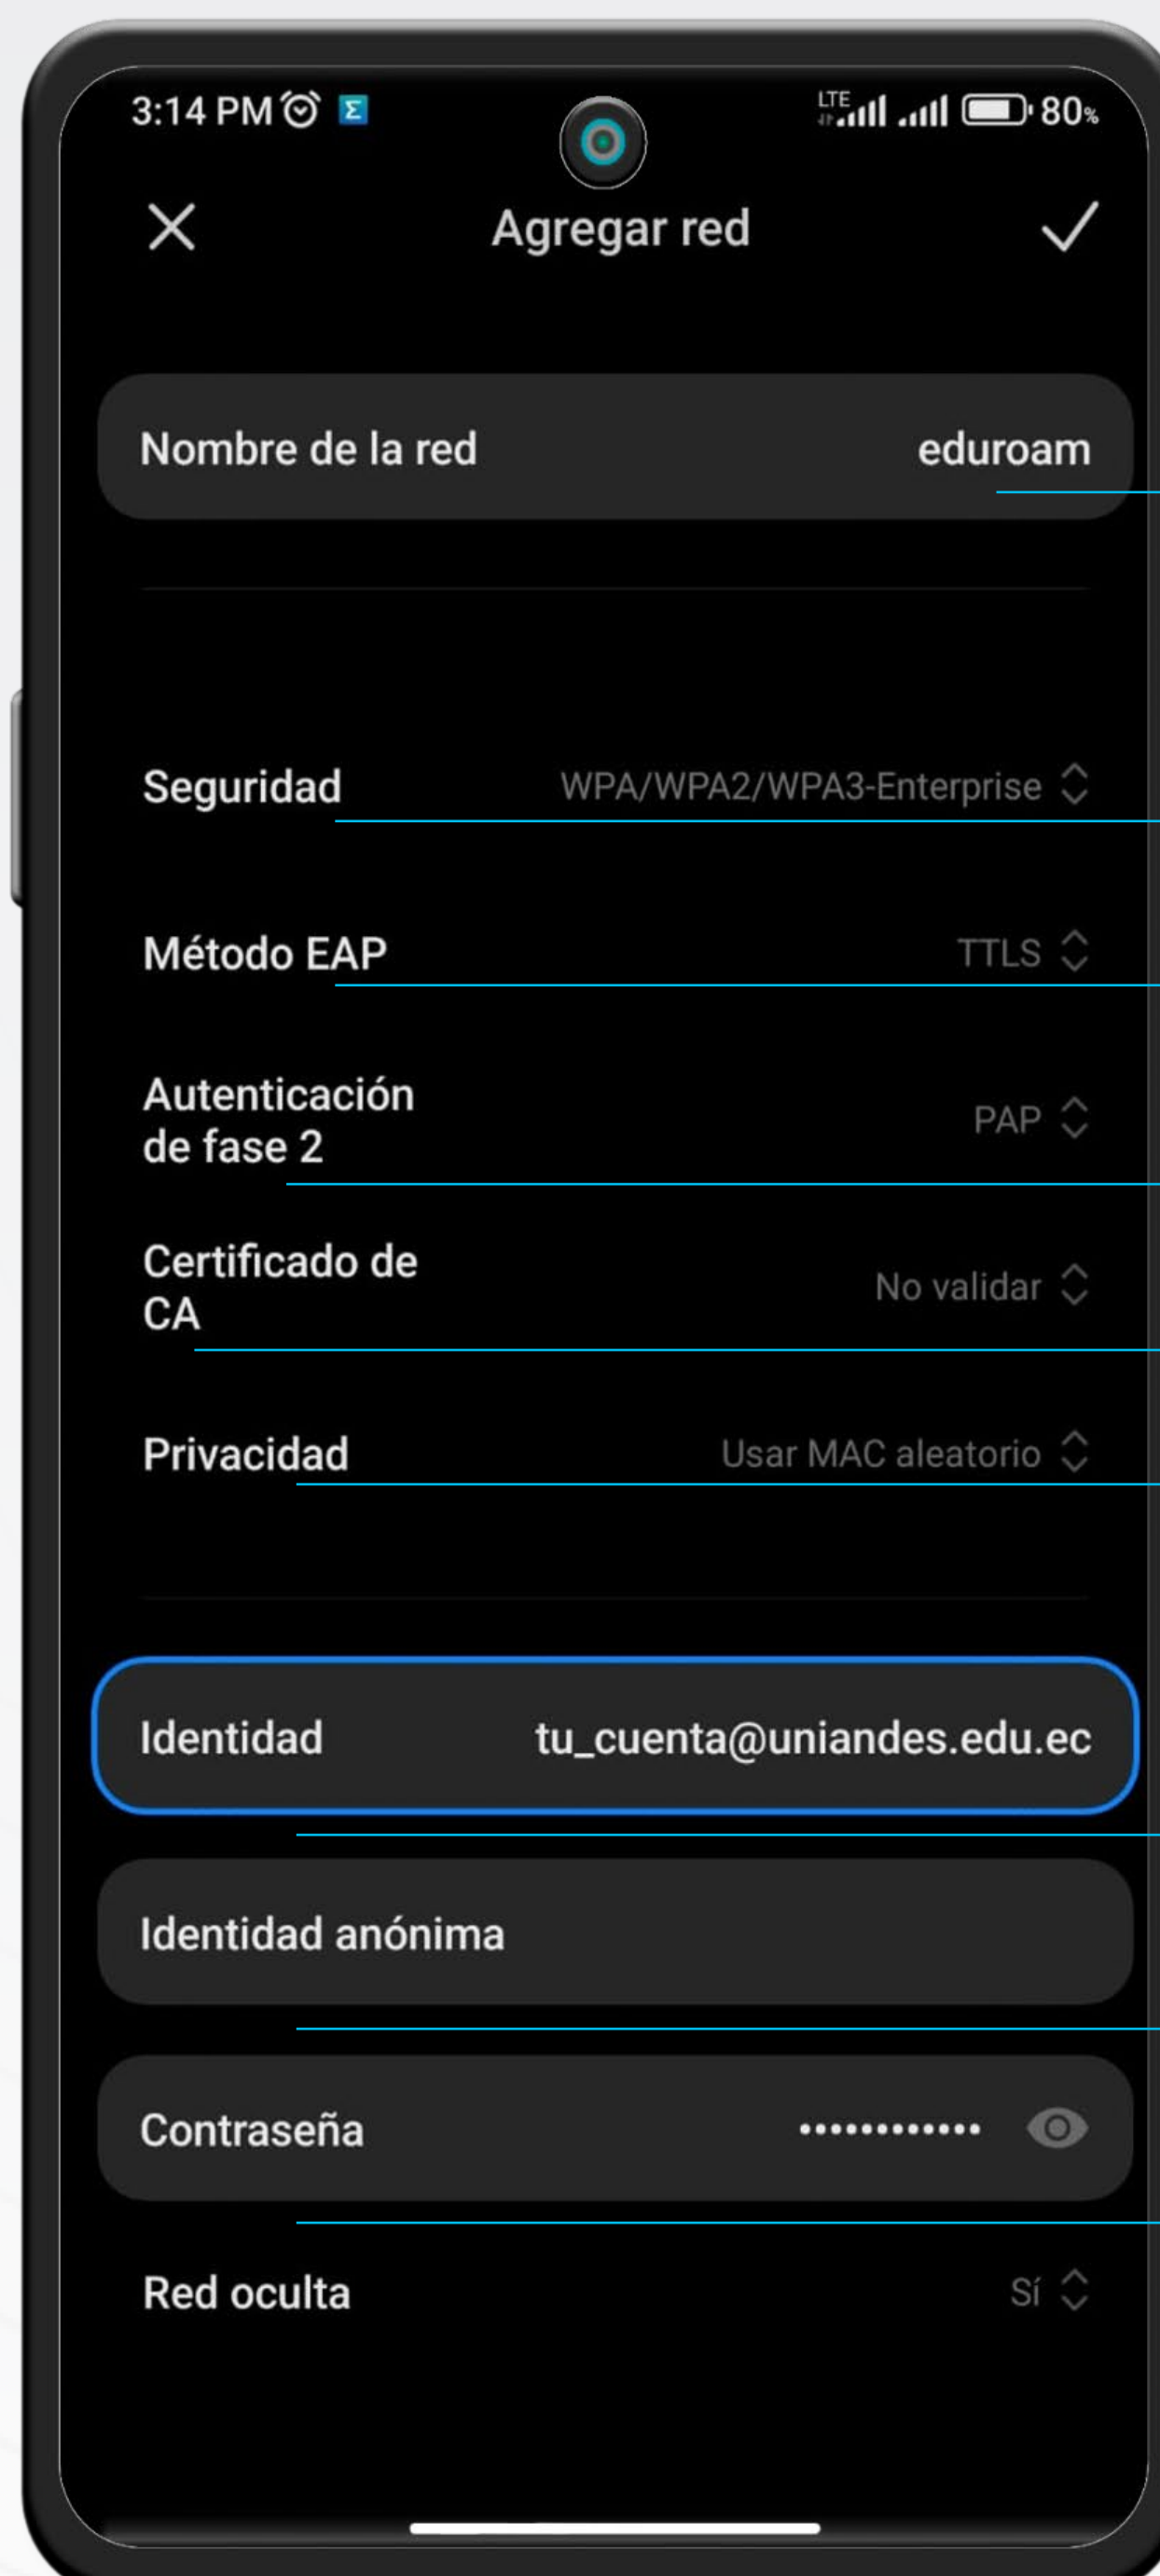 3:14 PM Σ LTE 80%
Agregar red
Nombre de la red eduroam
Seguridad WPA/WPA2/WPA3-Enterprise
Método EAP TTLS
Autenticación
de fase 2 PAP
Certificado de
CA No validar
Privacidad Usar MAC aleatorio
Identidad tu_cuenta@uniandes.edu.ec
Identidad anónima
Contraseña ••••••••••••
Red oculta Sí